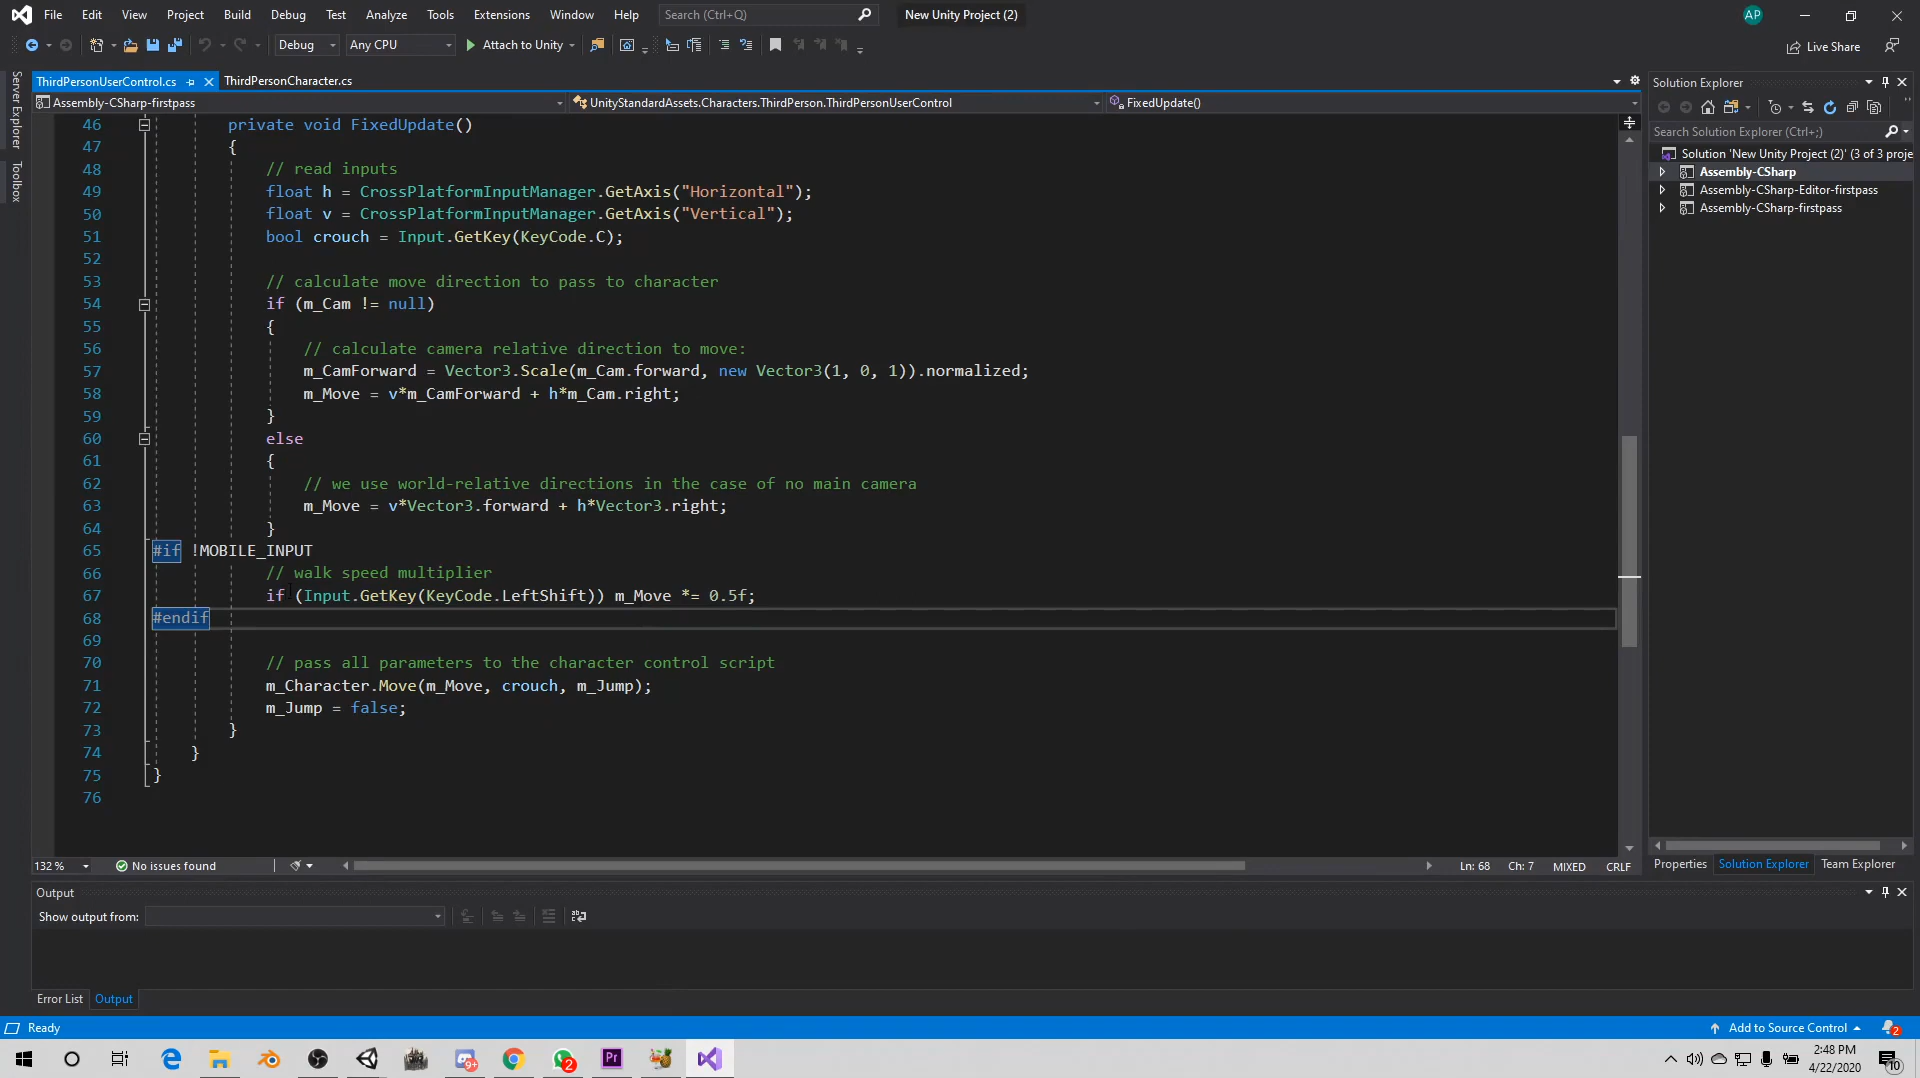 File Edit View Project Build Debug Test Analyze Tools Extensions Window Help Search (Ctrl+Q) New Unity Project (2) AP
Debug Any CPU Attach to Unity Live Share
Server Explorer
Toolbox
ThirdPersonUserControl.cs ThirdPersonCharacter.cs
Assembly-CSharp-firstpass UnityStandardAssets.Characters.ThirdPerson.ThirdPersonUserControl FixedUpdate()
46 private void FixedUpdate()
47 {
48 // read inputs
49 float h = CrossPlatformInputManager.GetAxis("Horizontal");
50 float v = CrossPlatformInputManager.GetAxis("Vertical");
51 bool crouch = Input.GetKey(KeyCode.C);
52
53 // calculate move direction to pass to character
54 if (m_Cam != null)
55 {
56 // calculate camera relative direction to move:
57 m_CamForward = Vector3.Scale(m_Cam.forward, new Vector3(1, 0, 1)).normalized;
58 m_Move = v*m_CamForward + h*m_Cam.right;
59 }
60 else
61 {
62 // we use world-relative directions in the case of no main camera
63 m_Move = v*Vector3.forward + h*Vector3.right;
64 }
65 #if !MOBILE_INPUT
66 // walk speed multiplier
67 if (Input.GetKey(KeyCode.LeftShift)) m_Move *= 0.5f;
68 #endif
69
70 // pass all parameters to the character control script
71 m_Character.Move(m_Move, crouch, m_Jump);
72 m_Jump = false;
73 }
74 }
75 }
76
132 % No issues found Ln: 68 Ch: 7 MIXED CRLF
Solution Explorer
Search Solution Explorer (Ctrl+;)
Solution 'New Unity Project (2)' (3 of 3 proje
Assembly-CSharp
Assembly-CSharp-Editor-firstpass
Assembly-CSharp-firstpass
Properties Solution Explorer Team Explorer
Output
Show output from:
Error List Output
Ready Add to Source Control 2
9+ 2 Pr 2:48 PM
4/22/2020 10